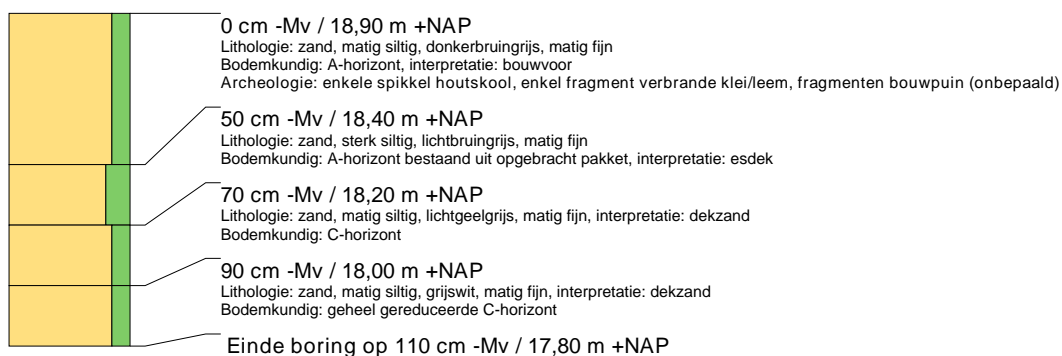 0 cm -Mv / 18,90 m +NAP
Lithologie: zand, matig siltig, donkerbruingrijs, matig fijn
Bodemkundig: A-horizont, interpretatie: bouwvoor
Archeologie: enkele spikkel houtskool, enkel fragment verbrande klei/leem, fragmenten bouwpuin (onbepaald)
50 cm -Mv / 18,40 m +NAP
Lithologie: zand, sterk siltig, lichtbruingrijs, matig fijn
Bodemkundig: A-horizont bestaand uit opgebracht pakket, interpretatie: esdek
70 cm -Mv / 18,20 m +NAP
Lithologie: zand, matig siltig, lichtgeelgrijs, matig fijn, interpretatie: dekzand
Bodemkundig: C-horizont
90 cm -Mv / 18,00 m +NAP
Lithologie: zand, matig siltig, grijswit, matig fijn, interpretatie: dekzand
Bodemkundig: geheel gereduceerde C-horizont
Einde boring op 110 cm -Mv / 17,80 m +NAP